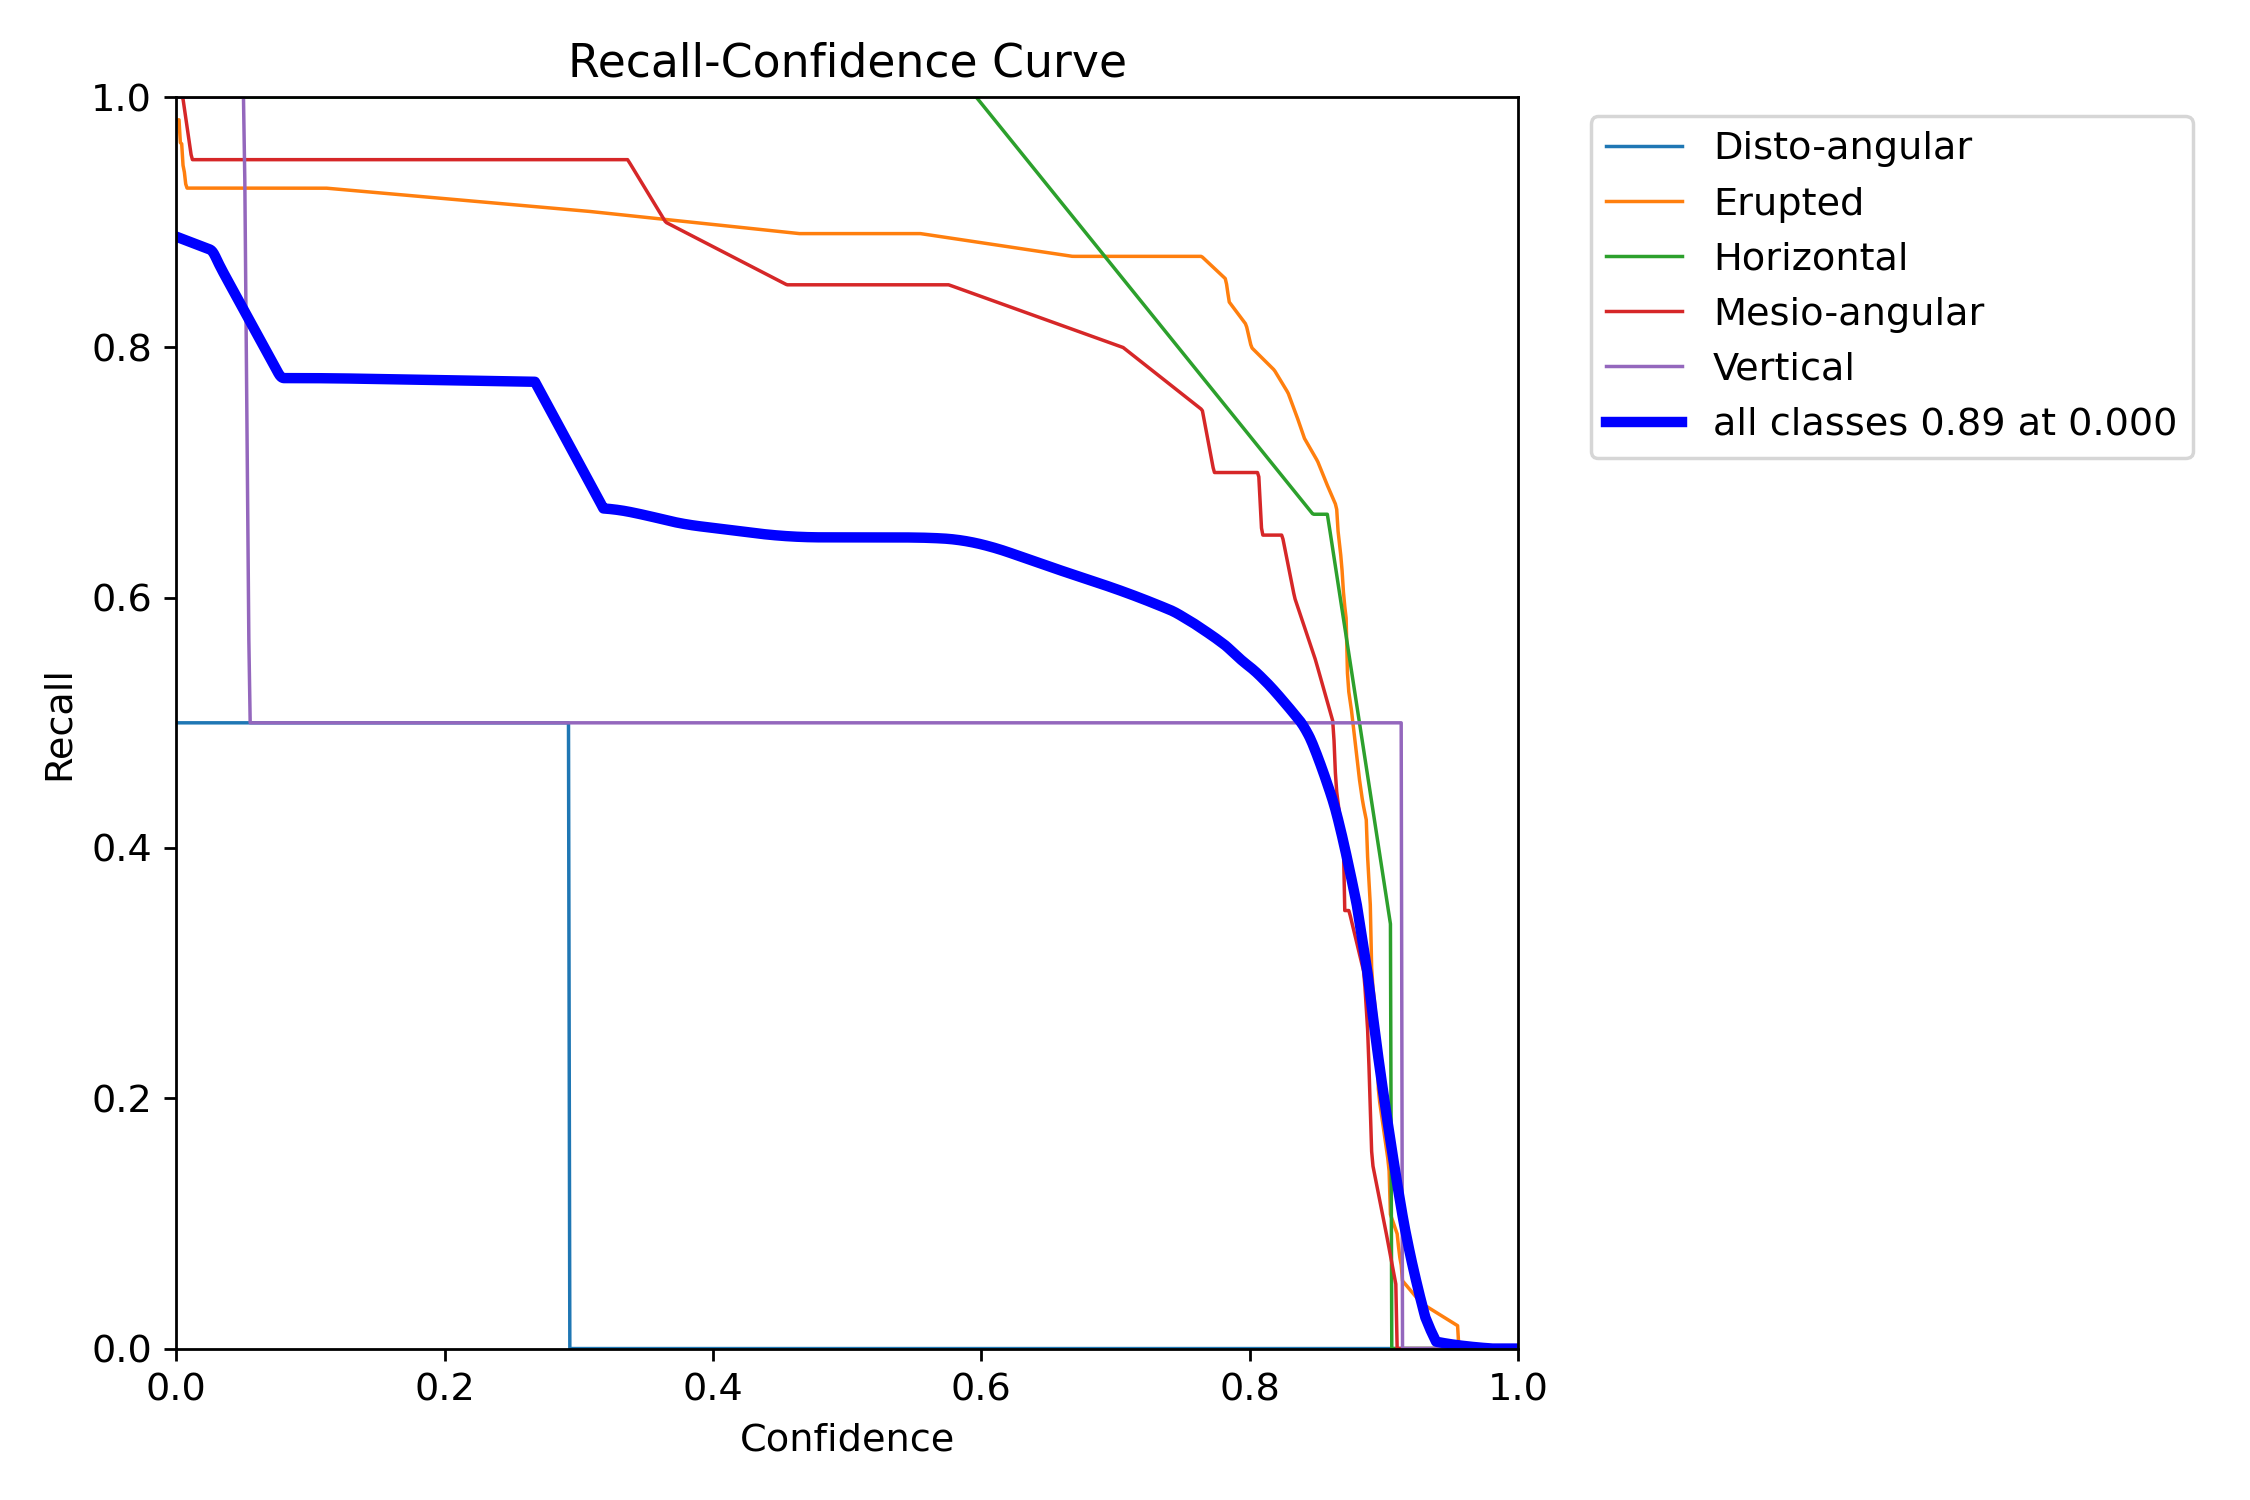 Recall-Confidence Curve
1.0
0.8
0.6
0.4
0.2
0.0
Recall
0.0 0.2 0.4 0.6 0.8 1.0
Confidence
Disto-angular
Erupted
Horizontal
Mesio-angular
Vertical
all classes 0.89 at 0.000